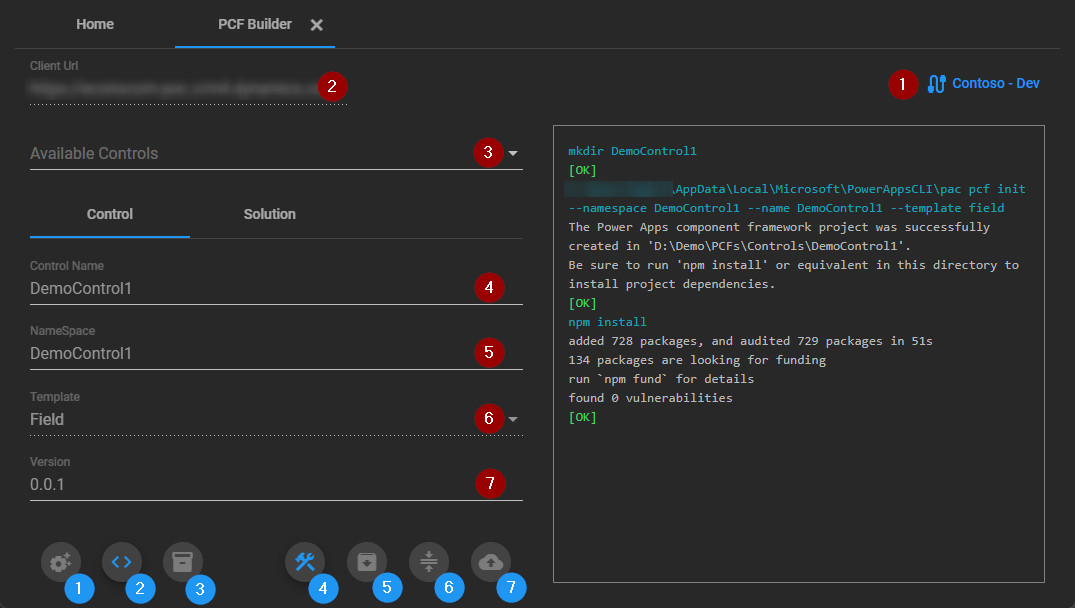 Home
PCF Builder
Client Url
2
1
Contoso - Dev
Available Controls
3
Control
Solution
Control Name
DemoControl1
4
NameSpace
DemoControl1
5
Template
Field
6
Version
0.0.1
7
1
2
3
4
5
6
7
mkdir DemoControl1
[OK]
\AppData\Local\Microsoft\PowerAppsCLI\pac pcf init
--namespace DemoControl1 --name DemoControl1 --template field
The Power Apps component framework project was successfully
created in 'D:\Demo\PCFs\Controls\DemoControl1'.
Be sure to run 'npm install' or equivalent in this directory to
install project dependencies.
[OK]
npm install
added 728 packages, and audited 729 packages in 51s
134 packages are looking for funding
run `npm fund` for details
found 0 vulnerabilities
[OK]